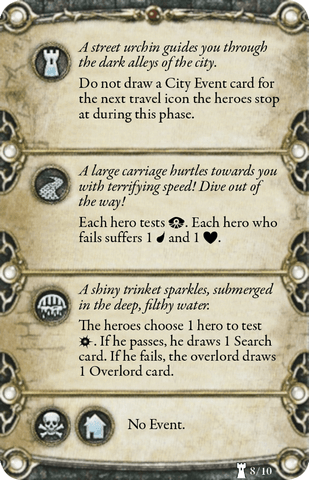 A street urchin guides you through
the dark alleys of the city.
Do not draw a City Event card for
the next travel icon the heroes stop
at during this phase.
A large carriage hurtles towards you
with terrifying speed! Dive out of
the way!
Each hero tests . Each hero who
fails suffers 1 and 1 .
A shiny trinket sparkles, submerged
in the deep, filthy water.
The heroes choose 1 hero to test
. If he passes, he draws 1 Search
card. If he fails, the overlord draws
1 Overlord card.
No Event.
8/10